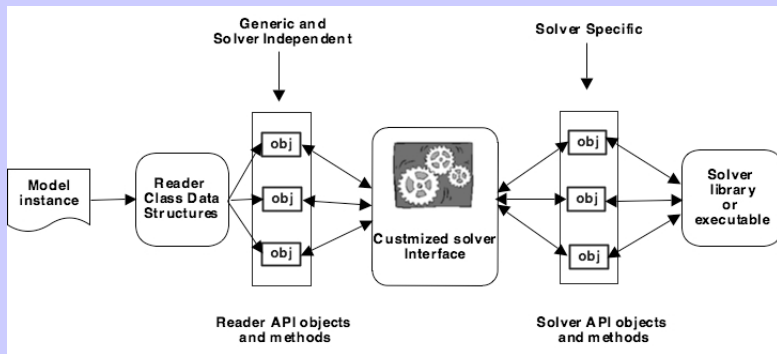 Generic and
Solver Independent
Solver Specific
Model
instance
Reader
Class Data
Structures
obj
obj
obj
Custmized solver
Interface
obj
obj
obj
Solver
library
or
executable
Reader API objects
and methods
Solver API objects
and methods